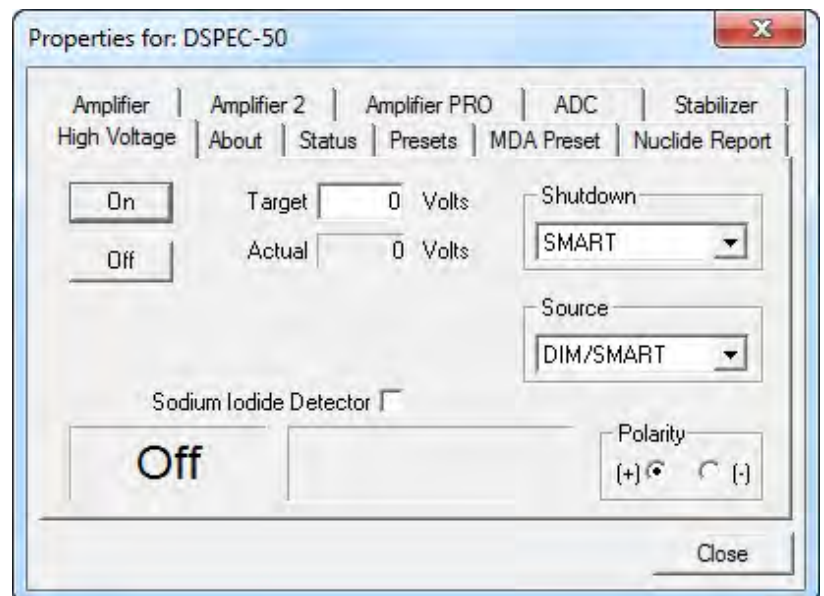 Properties for: DSPEC-50
Amplifier Amplifier 2 Amplifier PRO ADC Stabilizer
High Voltage About Status Presets MDA Preset Nuclide Report
On Target 0 Volts
Off Actual 0 Volts
Shutdown
SMART
Source
DIM/SMART
Sodium Iodide Detector
Off
Polarity
(+) (-)
Close